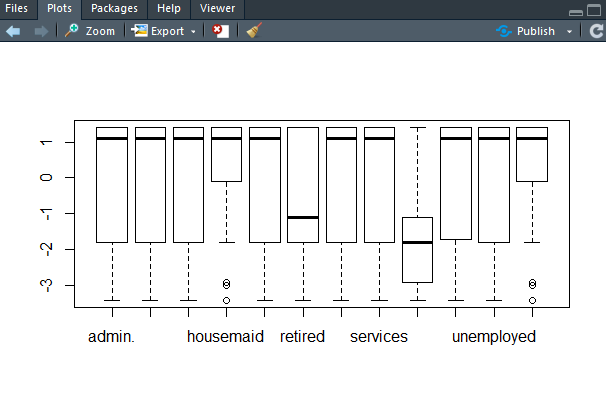 Files Plots Packages Help Viewer
Zoom Export Publish
1
0
-1
-2
-3
admin. housemaid retired services unemployed